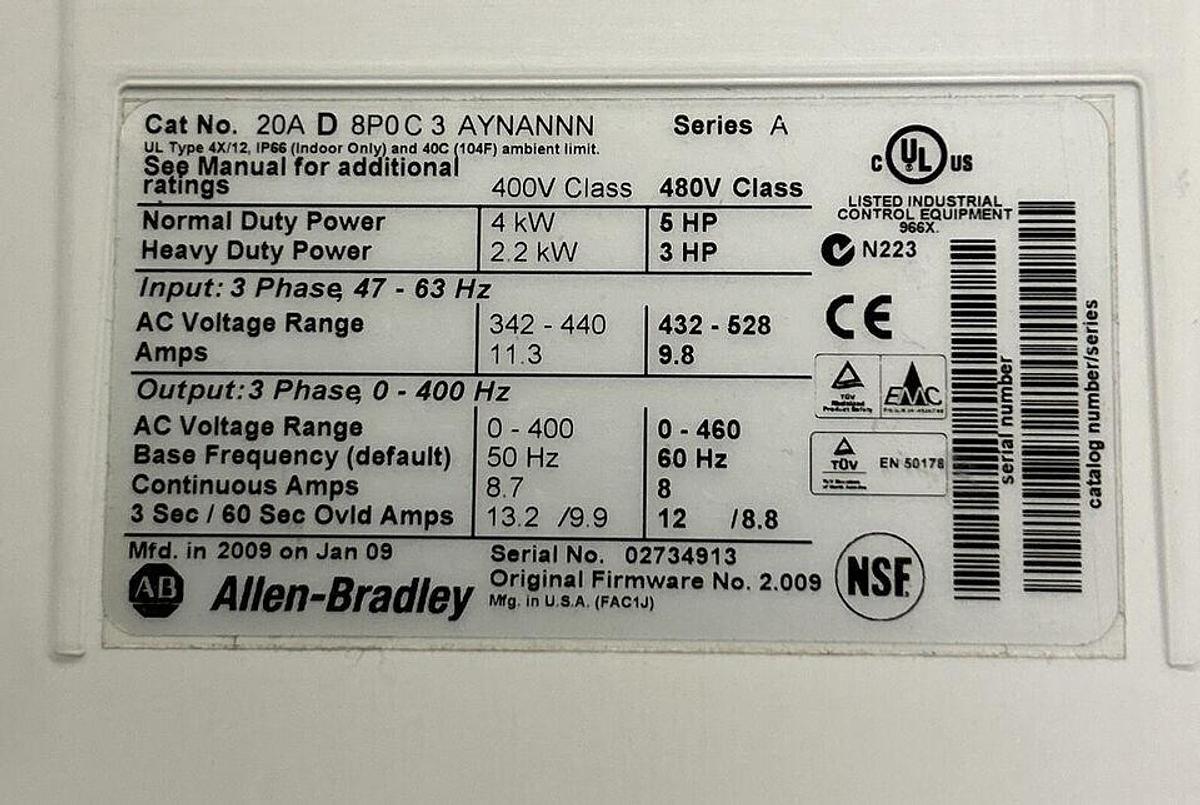 Cat No. 20A D 8P0 C 3 AYNANNN Series A
UL Type 4X/12, IP66 (Indoor Only) and 40C (104F) ambient limit.
See Manual for additional
ratings 400V Class 480V Class
Normal Duty Power 4 kW 5 HP
Heavy Duty Power 2.2 kW 3 HP
Input: 3 Phase, 47 - 63 Hz
AC Voltage Range 342 - 440 432 - 528
Amps 11.3 9.8
Output: 3 Phase, 0 - 400 Hz
AC Voltage Range 0 - 400 0 - 460
Base Frequency (default) 50 Hz 60 Hz
Continuous Amps 8.7 8
3 Sec / 60 Sec Ovld Amps 13.2 /9.9 12 /8.8
Mfd. in 2009 on Jan 09 Serial No. 02734913
Original Firmware No. 2.009
AB Allen-Bradley Mfg. in U.S.A. (FAC1J)
C UL US
LISTED INDUSTRIAL
CONTROL EQUIPMENT
966X.
N223
CE
TÜV
EMC
TÜV EN 50178
NSF.
serial number
catalog number/series